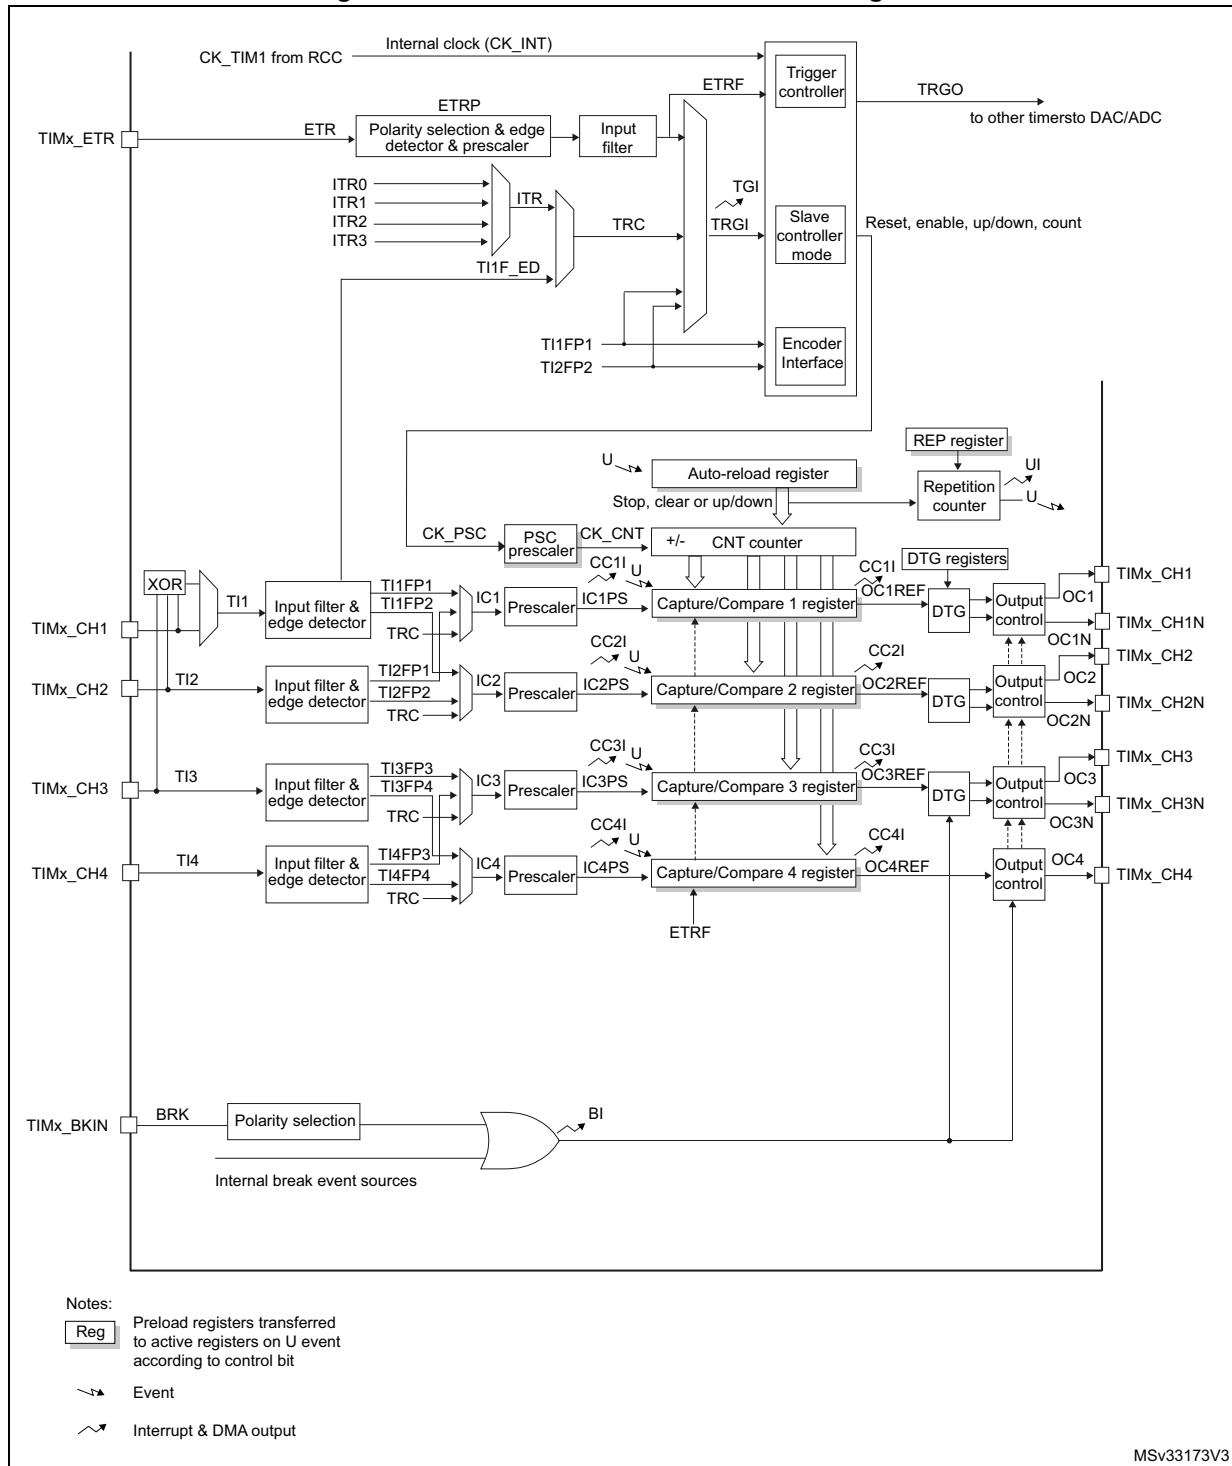 Internal clock (CK_INT)
CK_TIM1 from RCC
Trigger
controller
ETRF
TRGO
to other timersto DAC/ADC
ETRP
TIMx_ETR
ETR
Polarity selection & edge
detector & prescaler
Input
filter
ITR0
ITR1
ITR2
ITR3
ITR
TI1F_ED
TRC
TGI
TRGI
Slave
controller
mode
Reset, enable, up/down, count
TI1FP1
TI2FP2
Encoder
Interface
REP register
U
Auto-reload register
Stop, clear or up/down
Repetition
counter
UI
U
CK_PSC
PSC
prescaler
CK_CNT
+/-
CNT counter
DTG registers
XOR
TI1
TIMx_CH1
Input filter &
edge detector
TI1FP1
TI1FP2
TRC
IC1
Prescaler
IC1PS
CC1I
U
Capture/Compare 1 register
CC1I
OC1REF
DTG
Output
control
OC1
TIMx_CH1
OC1N
TIMx_CH1N
TIMx_CH2
TI2
Input filter &
edge detector
TI2FP1
TI2FP2
TRC
IC2
Prescaler
IC2PS
CC2I
U
Capture/Compare 2 register
CC2I
OC2REF
DTG
Output
control
OC2
TIMx_CH2
OC2N
TIMx_CH2N
TIMx_CH3
TI3
Input filter &
edge detector
TI3FP3
TI3FP4
TRC
IC3
Prescaler
IC3PS
CC3I
U
Capture/Compare 3 register
CC3I
OC3REF
DTG
Output
control
OC3
TIMx_CH3
OC3N
TIMx_CH3N
TIMx_CH4
TI4
Input filter &
edge detector
TI4FP3
TI4FP4
TRC
IC4
Prescaler
IC4PS
CC4I
U
Capture/Compare 4 register
CC4I
OC4REF
Output
control
OC4
TIMx_CH4
ETRF
TIMx_BKIN
BRK
Polarity selection
BI
Internal break event sources
Notes:
Reg
Preload registers transferred
to active registers on U event
according to control bit
Event
Interrupt & DMA output
MSv33173V3